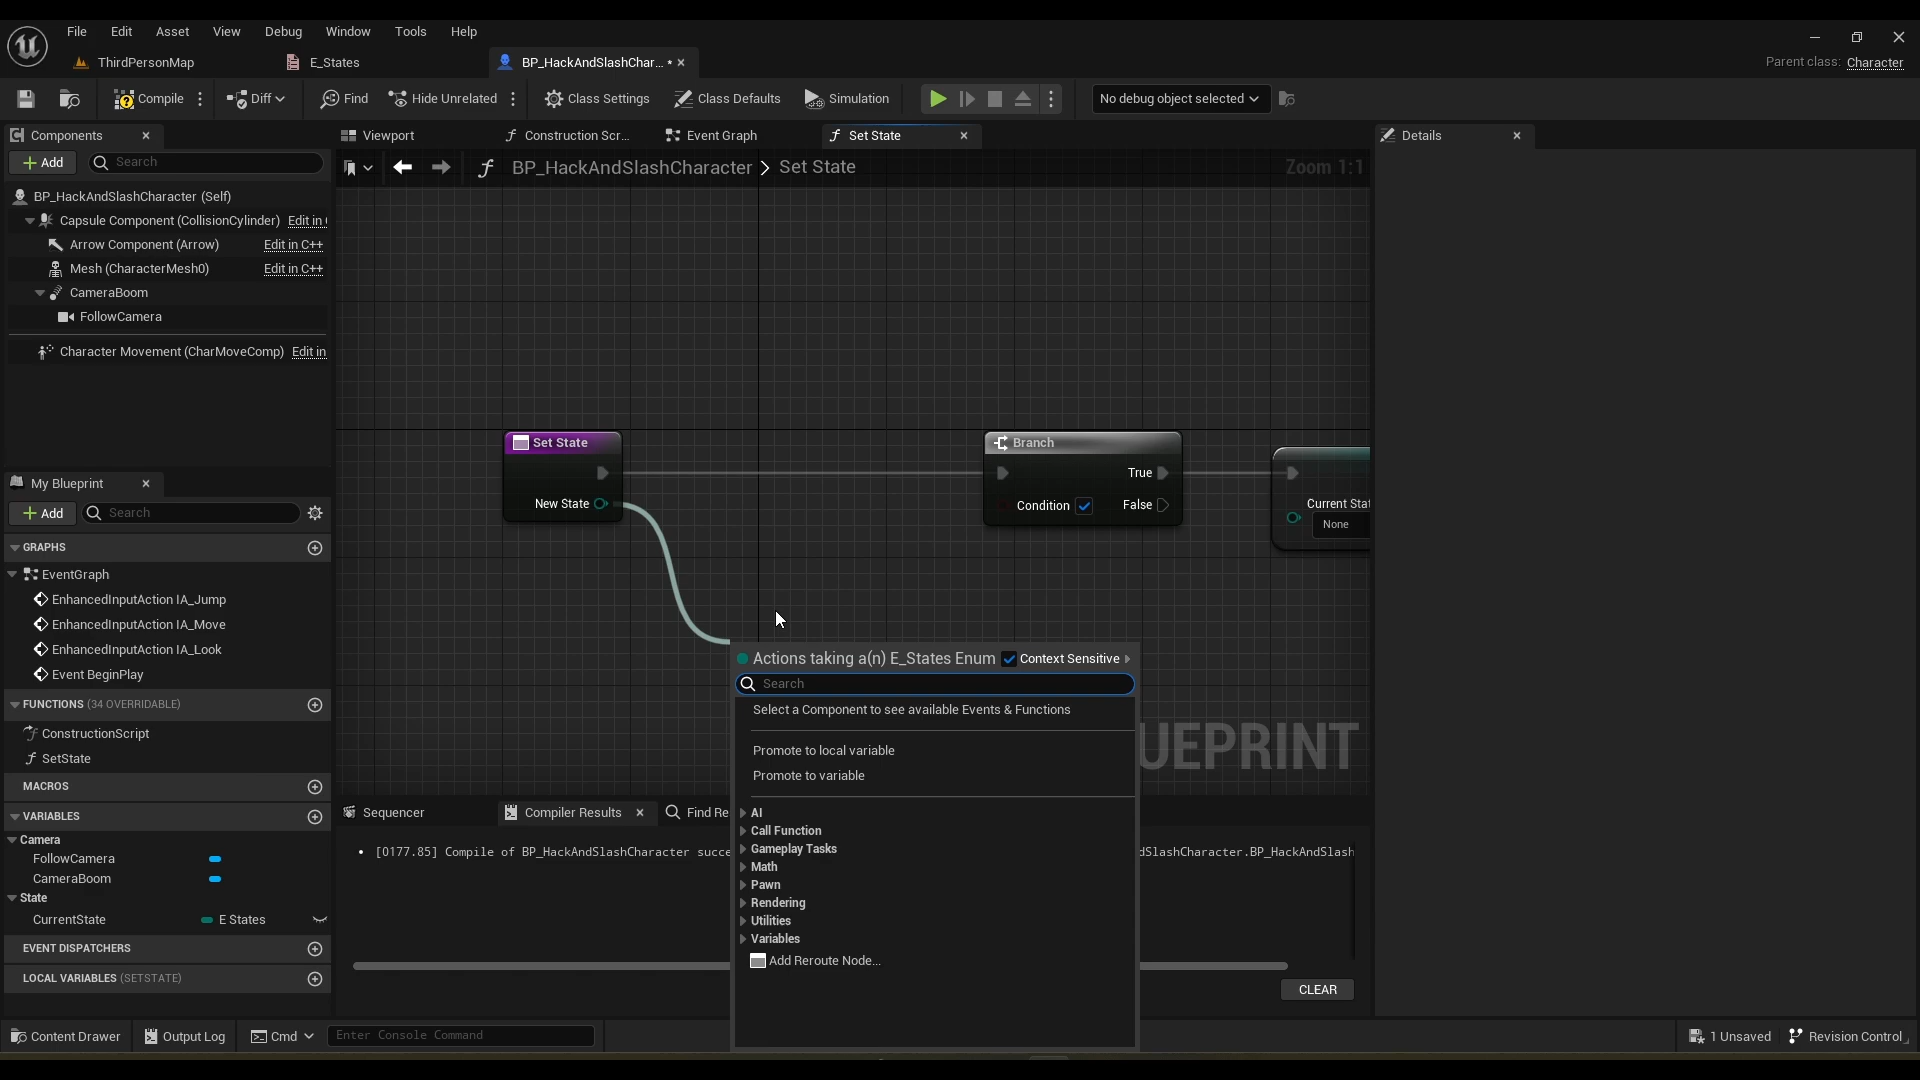 File Edit Asset View Debug Window Tools Help
ThirdPersonMap
E_States
BP_HackAndSlashChar... •
Parent class: Character
Compile
Diff
Find
Hide Unrelated
Class Settings
Class Defaults
Simulation
No debug object selected
Components
Viewport
Construction Scr...
Event Graph
Set State
Details
Add
Search
BP_HackAndSlashCharacter > Set State
Zoom 1:1
BP_HackAndSlashCharacter (Self)
Capsule Component (CollisionCylinder) Edit in
Arrow Component (Arrow) Edit in C++
Mesh (CharacterMesh0) Edit in C++
CameraBoom
FollowCamera
Character Movement (CharMoveComp) Edit in
Set State
New State
Branch
True
Condition
False
Current Stat
None
My Blueprint
Add
Search
GRAPHS
EventGraph
EnhancedInputAction IA_Jump
EnhancedInputAction IA_Move
EnhancedInputAction IA_Look
Event BeginPlay
FUNCTIONS (34 OVERRIDABLE)
ConstructionScript
SetState
MACROS
VARIABLES
Camera
FollowCamera
CameraBoom
State
CurrentState E States
EVENT DISPATCHERS
LOCAL VARIABLES (SETSTATE)
Actions taking a(n) E_States Enum
Context Sensitive
Search
Select a Component to see available Events & Functions
Promote to local variable
Promote to variable
AI
Call Function
Gameplay Tasks
Math
Pawn
Rendering
Utilities
Variables
Add Reroute Node...
UEPRINT
Sequencer
Compiler Results
Find Re
• [0177.85] Compile of BP_HackAndSlashCharacter succe
dSlashCharacter.BP_HackAndSlash
CLEAR
Content Drawer
Output Log
Cmd
Enter Console Command
1 Unsaved
Revision Control